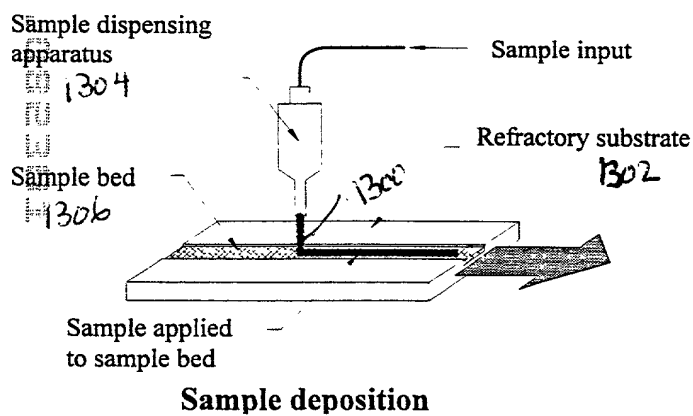 Sample dispensing
apparatus
1304
Sample input
Refractory substrate
1302
Sample bed
1306
1300
Sample applied
to sample bed
Sample deposition